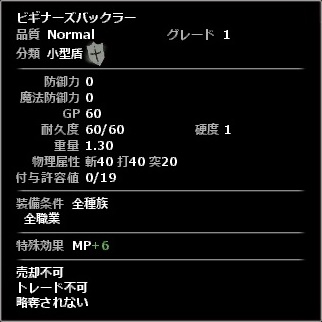 ビギナーズバックラー
品質 Normal グレード 1
分類 小型盾
防御力 0
魔法防御力 0
GP 60
耐久度 60/60 硬度 1
重量 1.30
物理属性 斬40 打40 突20
付与許容値 0/19
装備条件 全種族
全職業
特殊効果 MP+6
売却不可
トレード不可
略奪されない